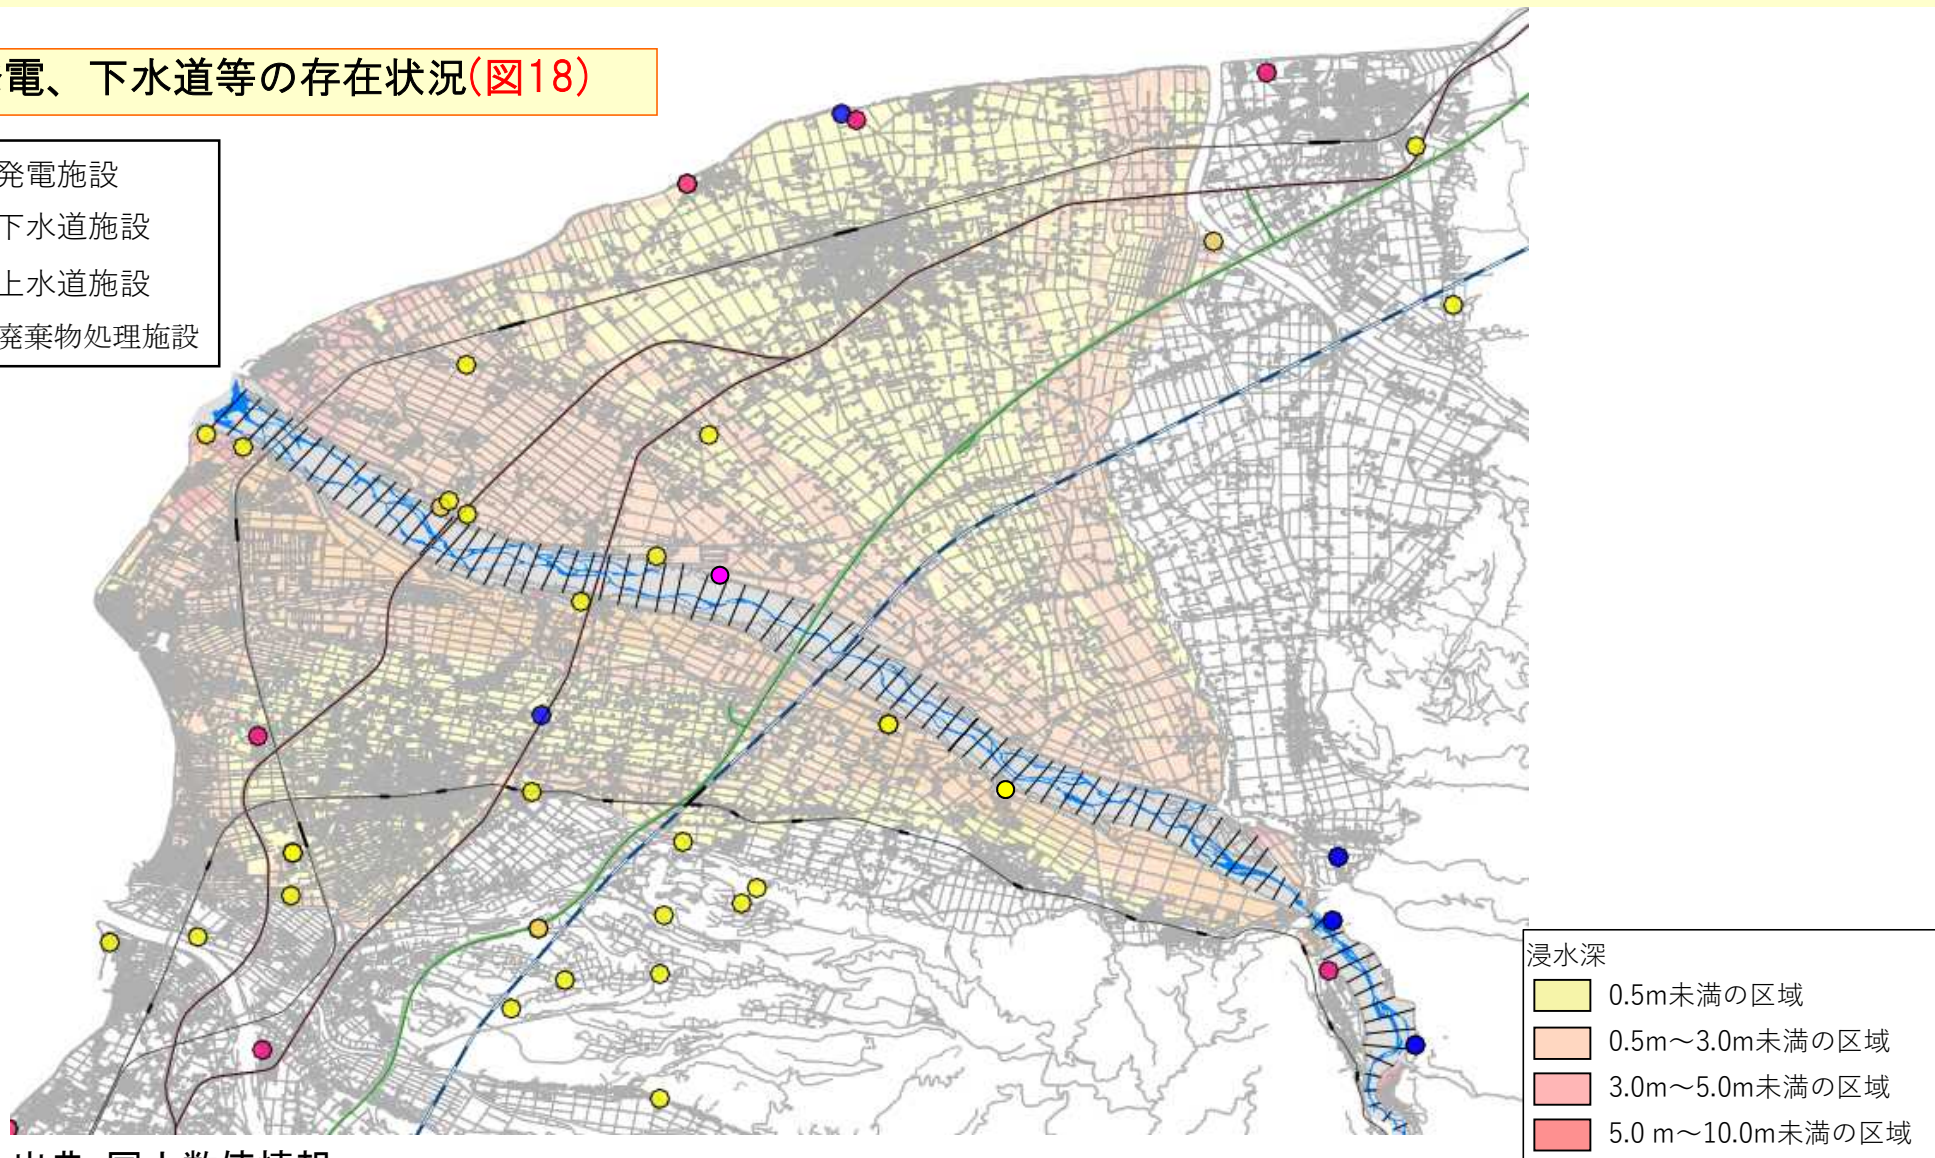 電、下水道等の存在状況(図18)
発電施設
下水道施設
上水道施設
廃棄物処理施設
浸水深
0.5m未満の区域
0.5m～3.0m未満の区域
3.0m～5.0m未満の区域
5.0 m～10.0m未満の区域